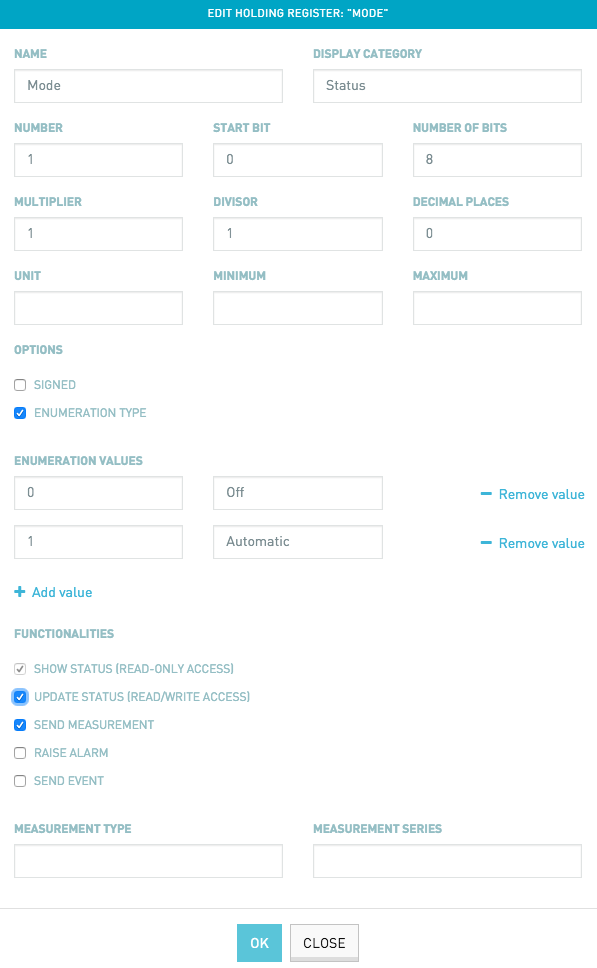 EDIT HOLDING REGISTER: "MODE"
NAME DISPLAY CATEGORY
Mode Status
NUMBER START BIT NUMBER OF BITS
1 0 8
MULTIPLIER DIVISOR DECIMAL PLACES
1 1 0
UNIT MINIMUM MAXIMUM
OPTIONS
SIGNED
ENUMERATION TYPE
ENUMERATION VALUES
0 Off Remove value
1 Automatic Remove value
Add value
FUNCTIONALITIES
SHOW STATUS (READ-ONLY ACCESS)
UPDATE STATUS (READ/WRITE ACCESS)
SEND MEASUREMENT
RAISE ALARM
SEND EVENT
MEASUREMENT TYPE MEASUREMENT SERIES
OK CLOSE